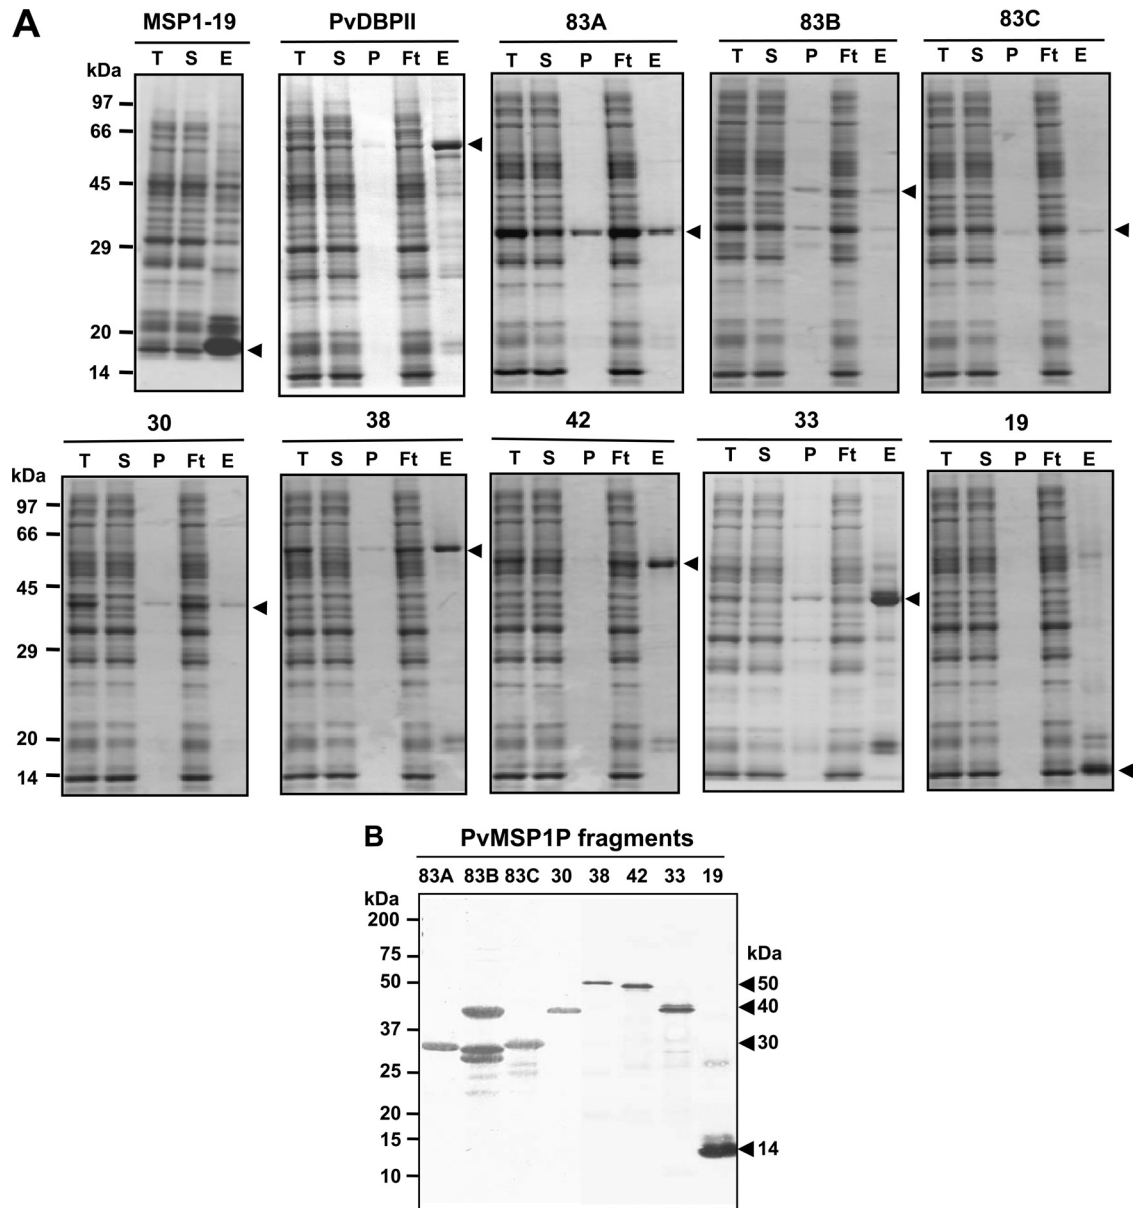 A
MSP1-19 PvDBPII 83A 83B 83C
T S E T S P Ft E T S P Ft E T S P Ft E T S P Ft E
kDa
97
66
45
29
20
14
30 38 42 33 19
T S P Ft E T S P Ft E T S P Ft E T S P Ft E T S P Ft E
kDa
97
66
45
29
20
14
B
PvMSP1P fragments
83A 83B 83C 30 38 42 33 19
kDa
200
75
50
37
25
20
15
10
kDa
50
40
30
14